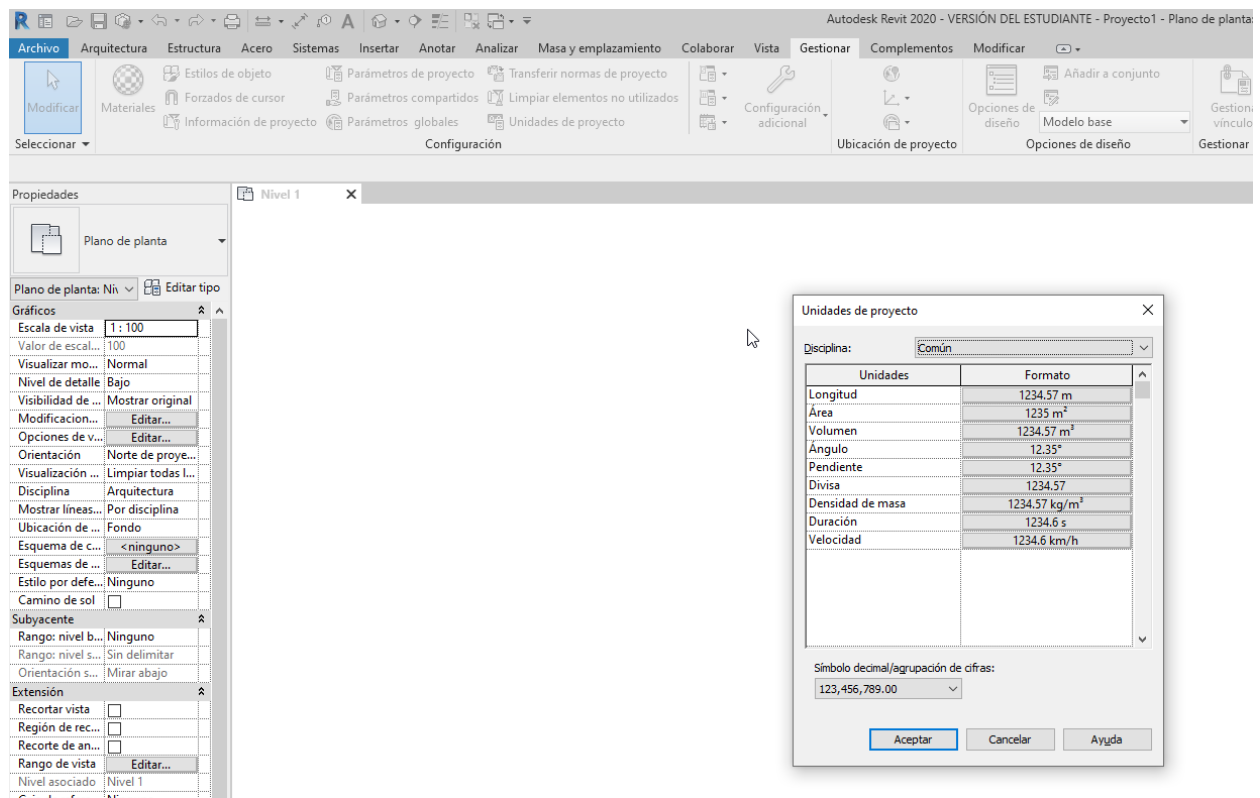 Autodesk Revit 2020 - VERSIÓN DEL ESTUDIANTE - Proyecto1 - Plano de planta:
Archivo Arquitectura Estructura Acero Sistemas Insertar Anotar Analizar Masa y emplazamiento Colaborar Vista Gestionar Complementos Modificar
Modificar
Materiales
Estilos de objeto
Forzados de cursor
Información de proyecto
Parámetros de proyecto
Parámetros compartidos
Parámetros globales
Transferir normas de proyecto
Limpiar elementos no utilizados
Unidades de proyecto
Configuración
adicional
Opciones de
diseño
Añadir a conjunto
Modelo base
Gestiona
vínculo
Seleccionar
Configuración
Ubicación de proyecto
Opciones de diseño
Gestionar
Propiedades
Nivel 1
Plano de planta
Plano de planta: Niv
Editar tipo
Gráficos
Escala de vista 1 : 100
Valor de escal... 100
Visualizar mo... Normal
Nivel de detalle Bajo
Visibilidad de ... Mostrar original
Modificacion... Editar...
Opciones de v... Editar...
Orientación Norte de proye...
Visualización ... Limpiar todas l...
Disciplina Arquitectura
Mostrar líneas... Por disciplina
Ubicación de ... Fondo
Esquema de c... <ninguno>
Esquemas de ... Editar...
Estilo por defe... Ninguno
Camino de sol
Subyacente
Rango: nivel b... Ninguno
Rango: nivel s... Sin delimitar
Orientación s... Mirar abajo
Extensión
Recortar vista
Región de rec...
Recorte de an...
Rango de vista Editar...
Nivel asociado Nivel 1
Unidades de proyecto
Disciplina: Común
Unidades Formato
Longitud 1234.57 m
Área 1235 m²
Volumen 1234.57 m³
Ángulo 12.35°
Pendiente 12.35°
Divisa 1234.57
Densidad de masa 1234.57 kg/m³
Duración 1234.6 s
Velocidad 1234.6 km/h
Símbolo decimal/agrupación de cifras:
123,456,789.00
Aceptar Cancelar Ayuda